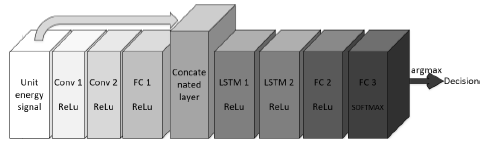 Unit
energy
signal
Conv 1
ReLu
Conv 2
ReLu
FC 1
ReLu
Concate
nated
layer
LSTM 1
ReLu
LSTM 2
ReLu
FC 2
ReLu
FC 3
SOFTMAX
argmax
Decision